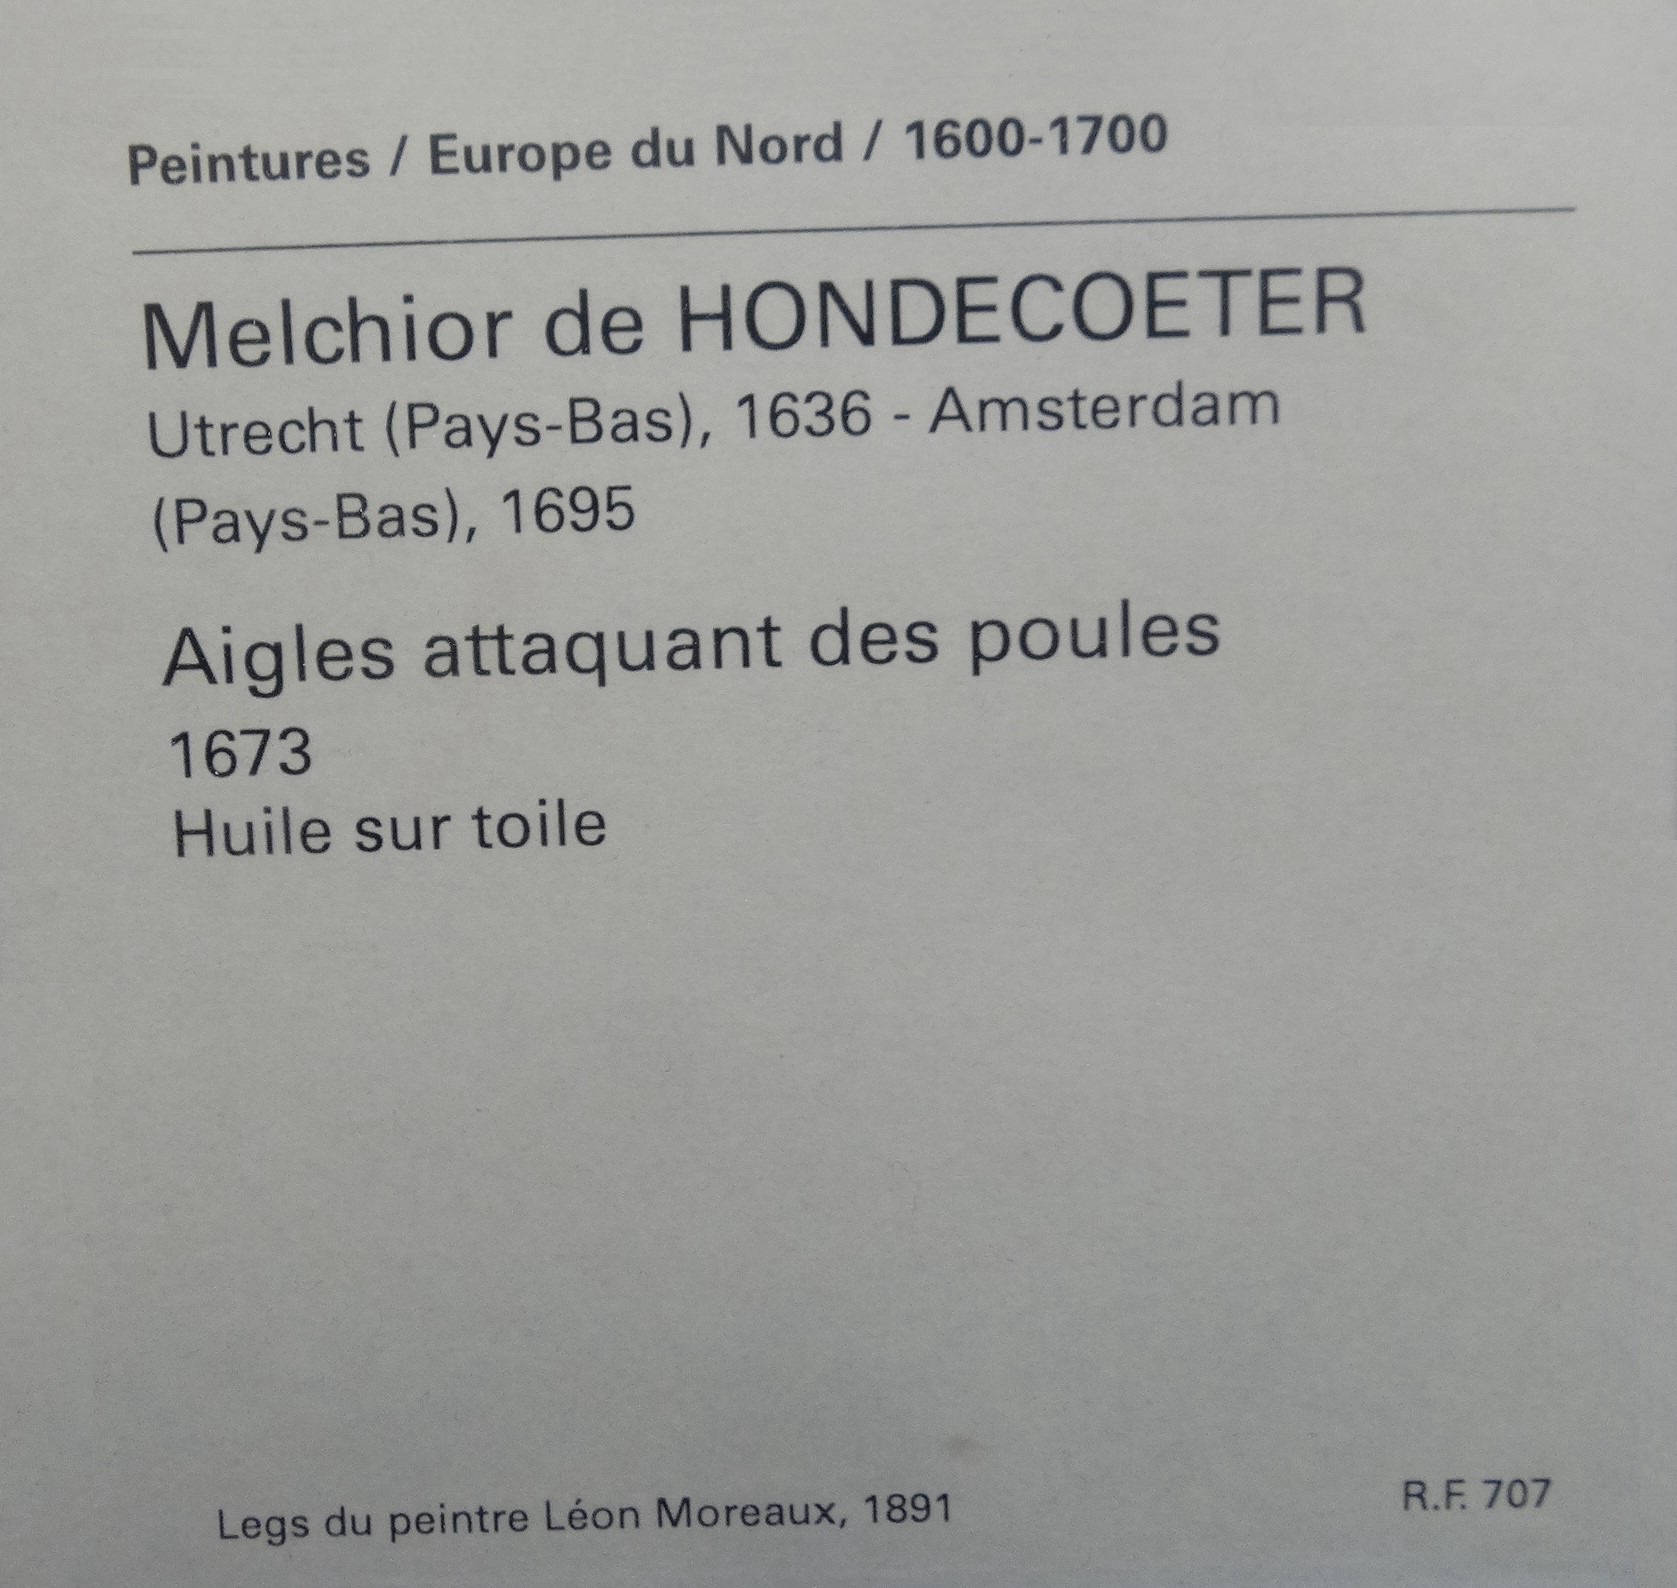 Peintures / Europe du Nord / 1600-1700
Melchior de HONDECOETER
Utrecht (Pays-Bas), 1636 - Amsterdam
(Pays-Bas), 1695
Aigles attaquant des poules
1673
Huile sur toile
Legs du peintre Léon Moreaux, 1891
R.F. 707